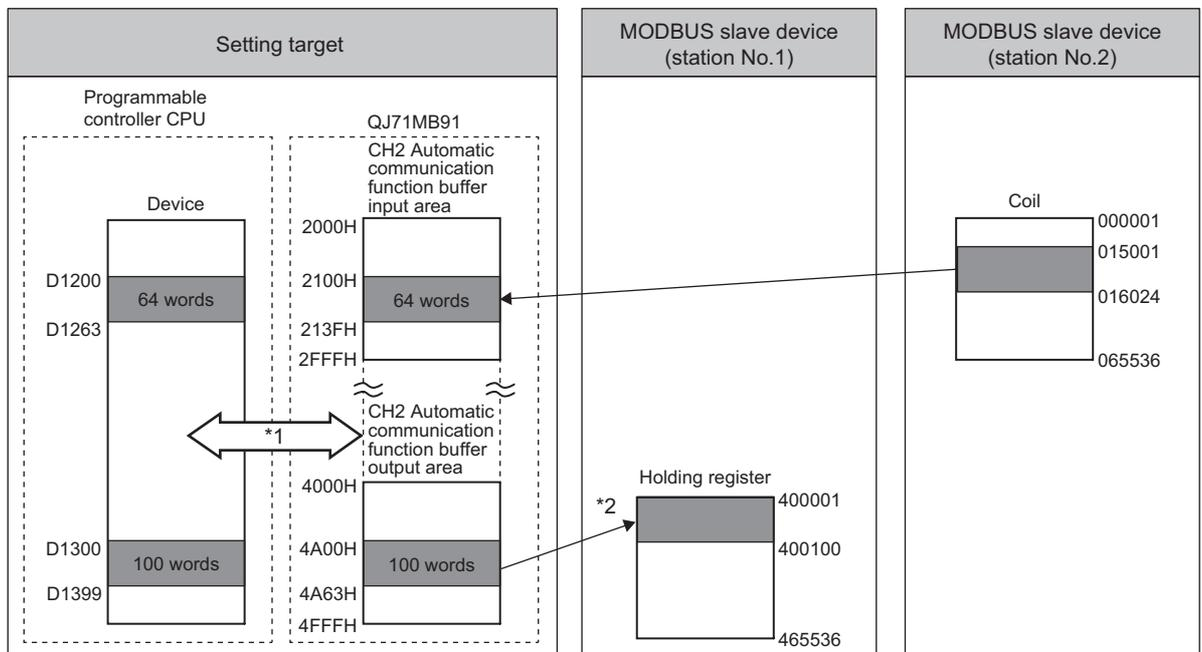 Setting target
MODBUS slave device
(station No.1)
MODBUS slave device
(station No.2)
Programmable
controller CPU
QJ71MB91
Device
D1200
64 words
D1263
*1
D1300
100 words
D1399
CH2 Automatic
communication
function buffer
input area
2000H
2100H
64 words
213FH
2FFFH
CH2 Automatic
communication
function buffer
output area
4000H
4A00H
100 words
4A63H
4FFFH
*2
Holding register
400001
400100
465536
Coil
000001
015001
016024
065536